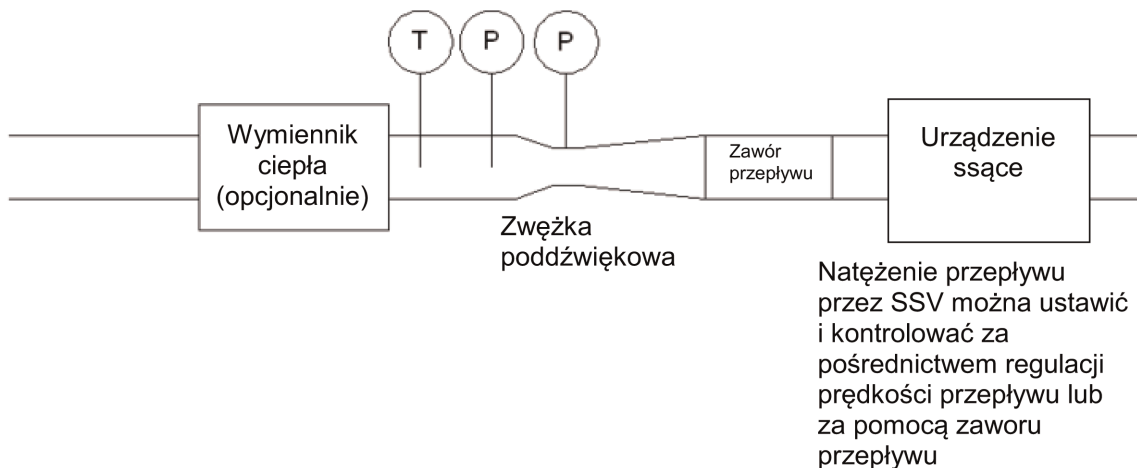 T P P
Wymiennik
ciepła
(opcjonalnie)
Zwężka
poddźwiękowa
Zawór
przepływu
Urządzenie
ssące
Natężenie przepływu
przez SSV można ustawić
i kontrolować za
pośrednictwem regulacji
prędkości przepływu lub
za pomocą zaworu
przepływu